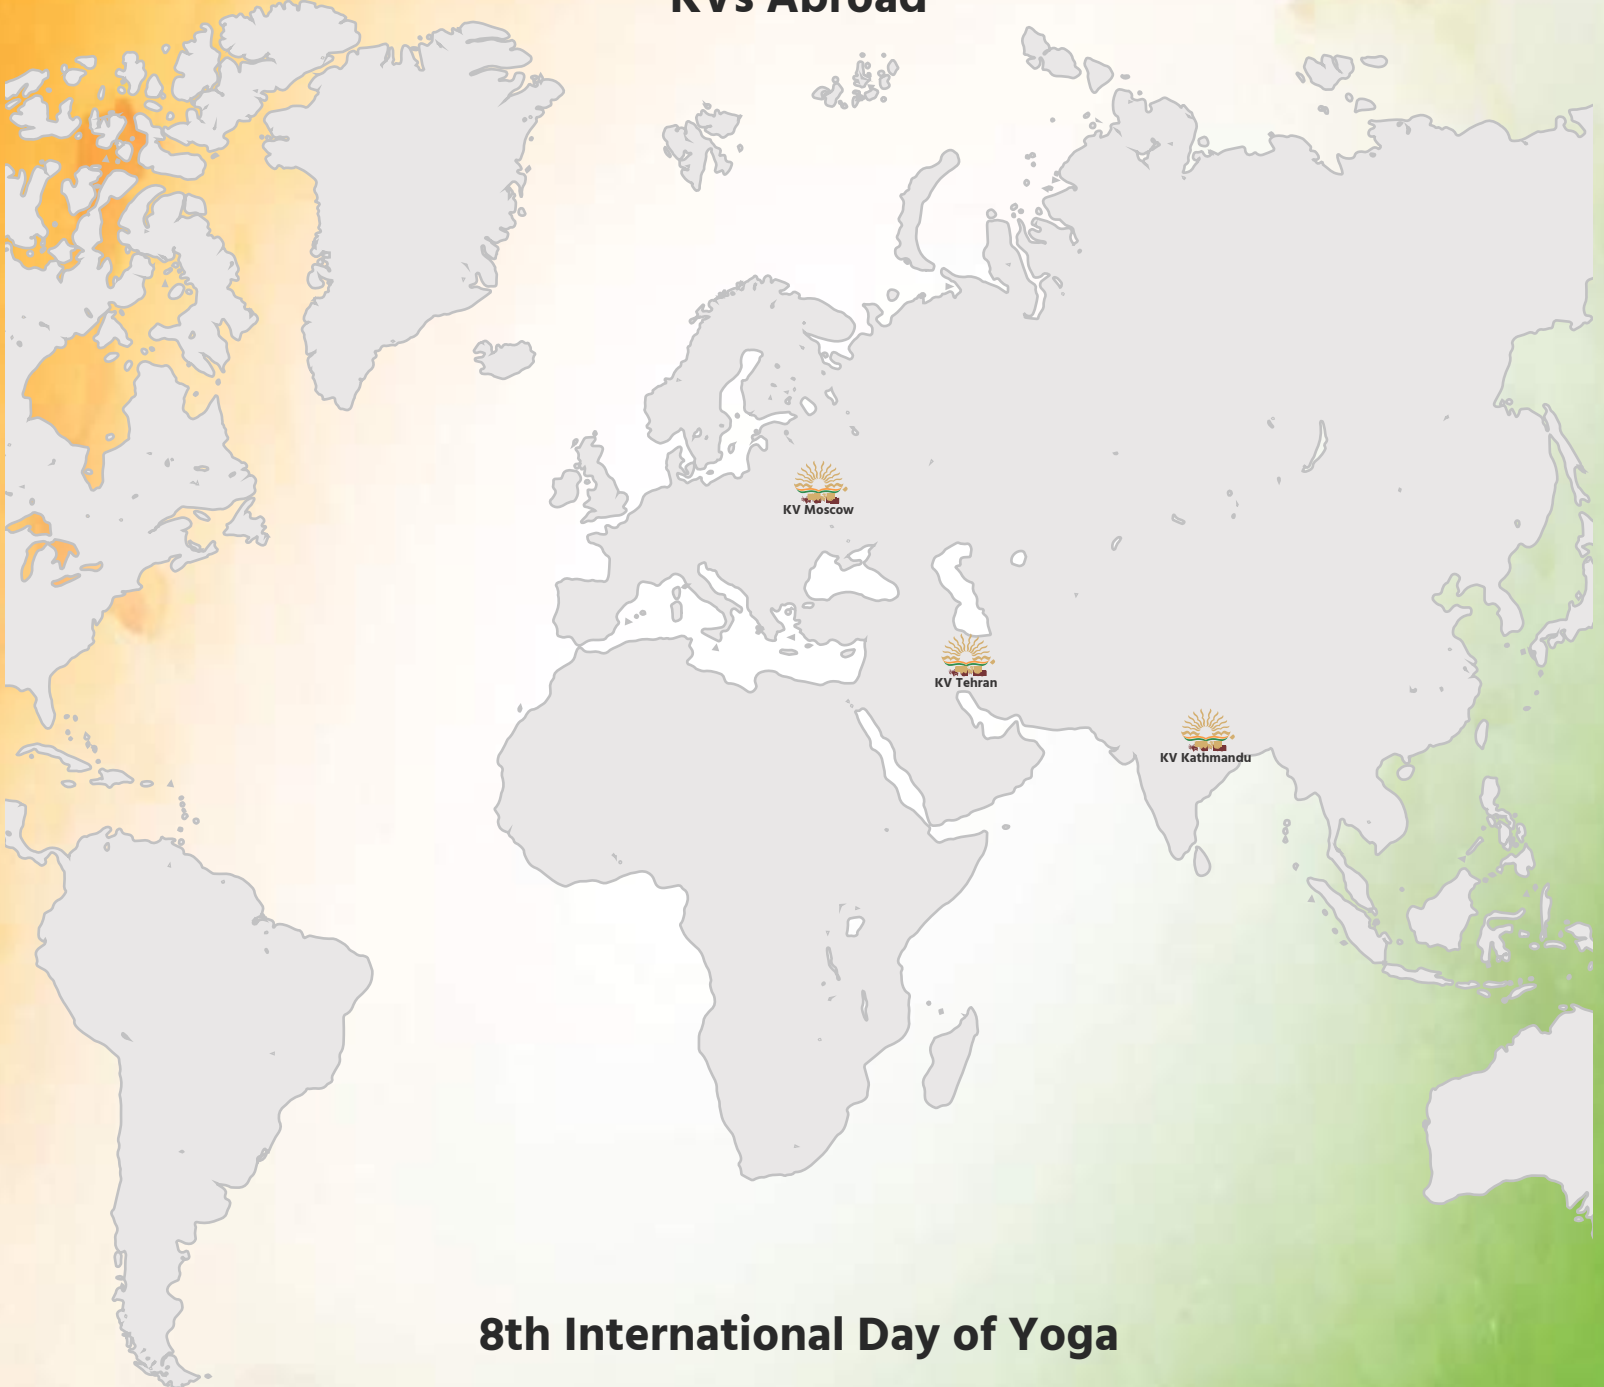 KVs Abroad
KV Moscow
KV Tehran
KV Kathmandu
8th International Day of Yoga